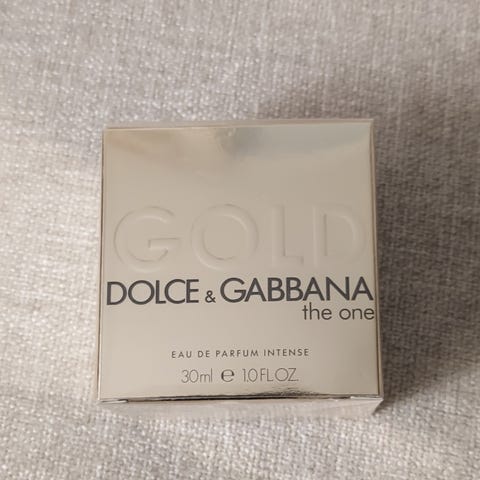 GOLD
DOLCE & GABBANA
the one
EAU DE PARFUM INTENSE
30ml ℮ 1.0 FL.OZ.